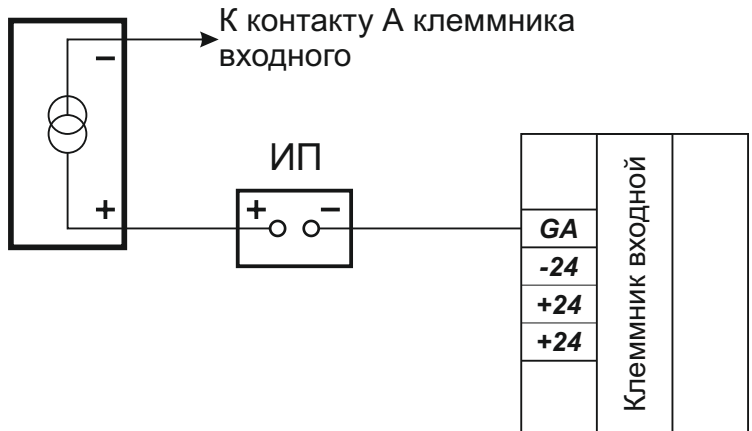 К контакту А клеммника
входного
−
+
ИП
+ −
GA
-24
+24
+24
Клеммник входной